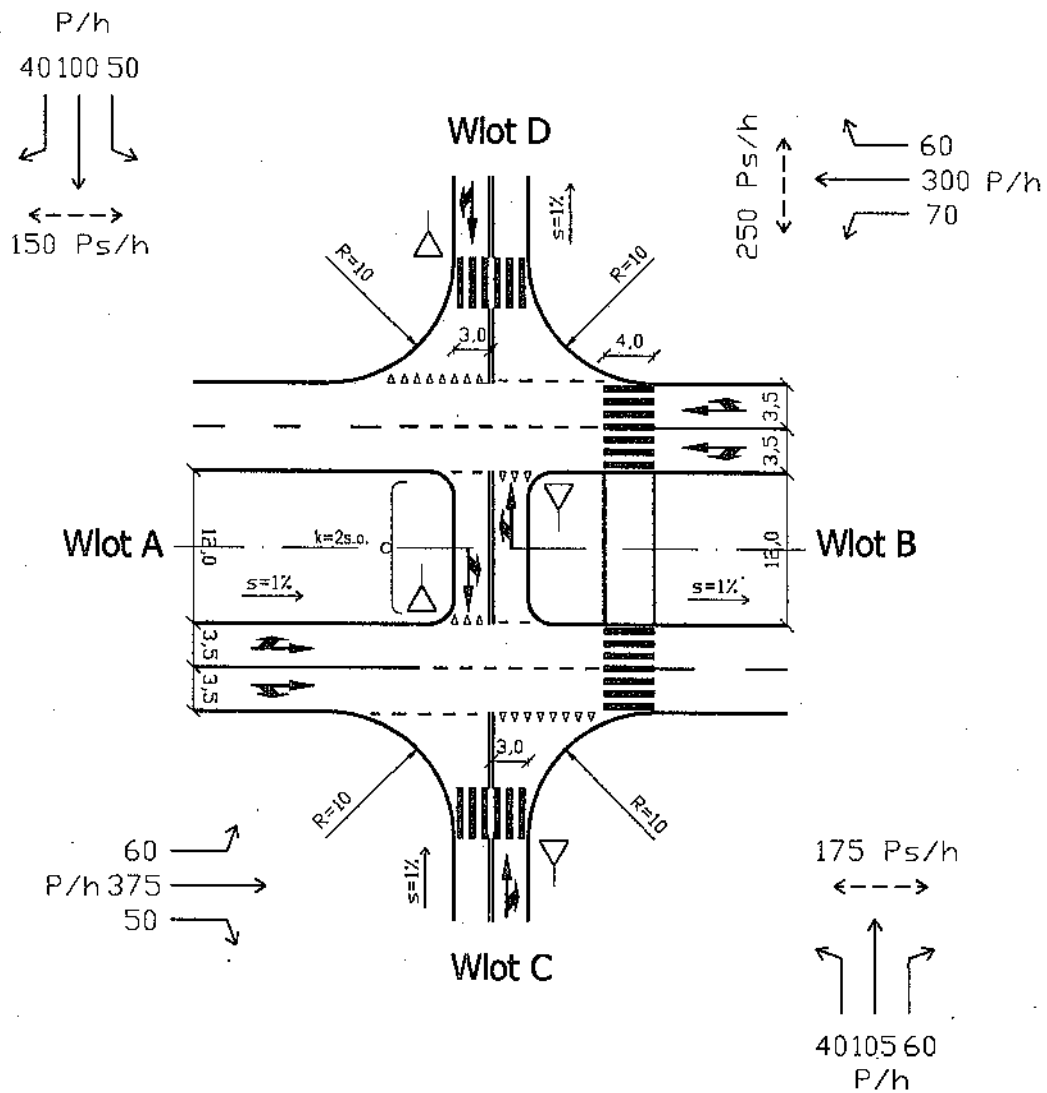 P/h
40 100 50
150 Ps/h
Wlot D
250 Ps/h
60
300 P/h
70
s=1%
R=10
R=10
3,0
4,0
3,5
3,5
Wlot A
12,0
k=2s.o.
Wlot B
12,0
s=1%
s=1%
3,5
3,5
3,0
R=10
R=10
60
P/h 375
50
s=1%
Wlot C
175 Ps/h
40 105 60
P/h